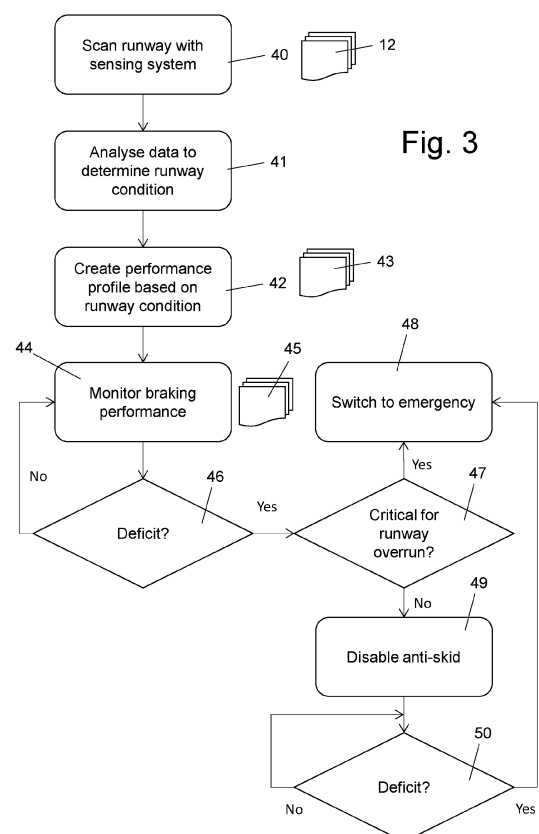 Scan runway with
sensing system
40
12
Fig. 3
Analyse data to
determine runway
condition
41
Create performance
profile based on
runway condition
42
43
44
Monitor braking
performance
45
48
Switch to emergency
No
Deficit?
46
Yes
Yes
Critical for
runway
overrun?
47
No
49
Disable anti-skid
Deficit?
50
No
Yes